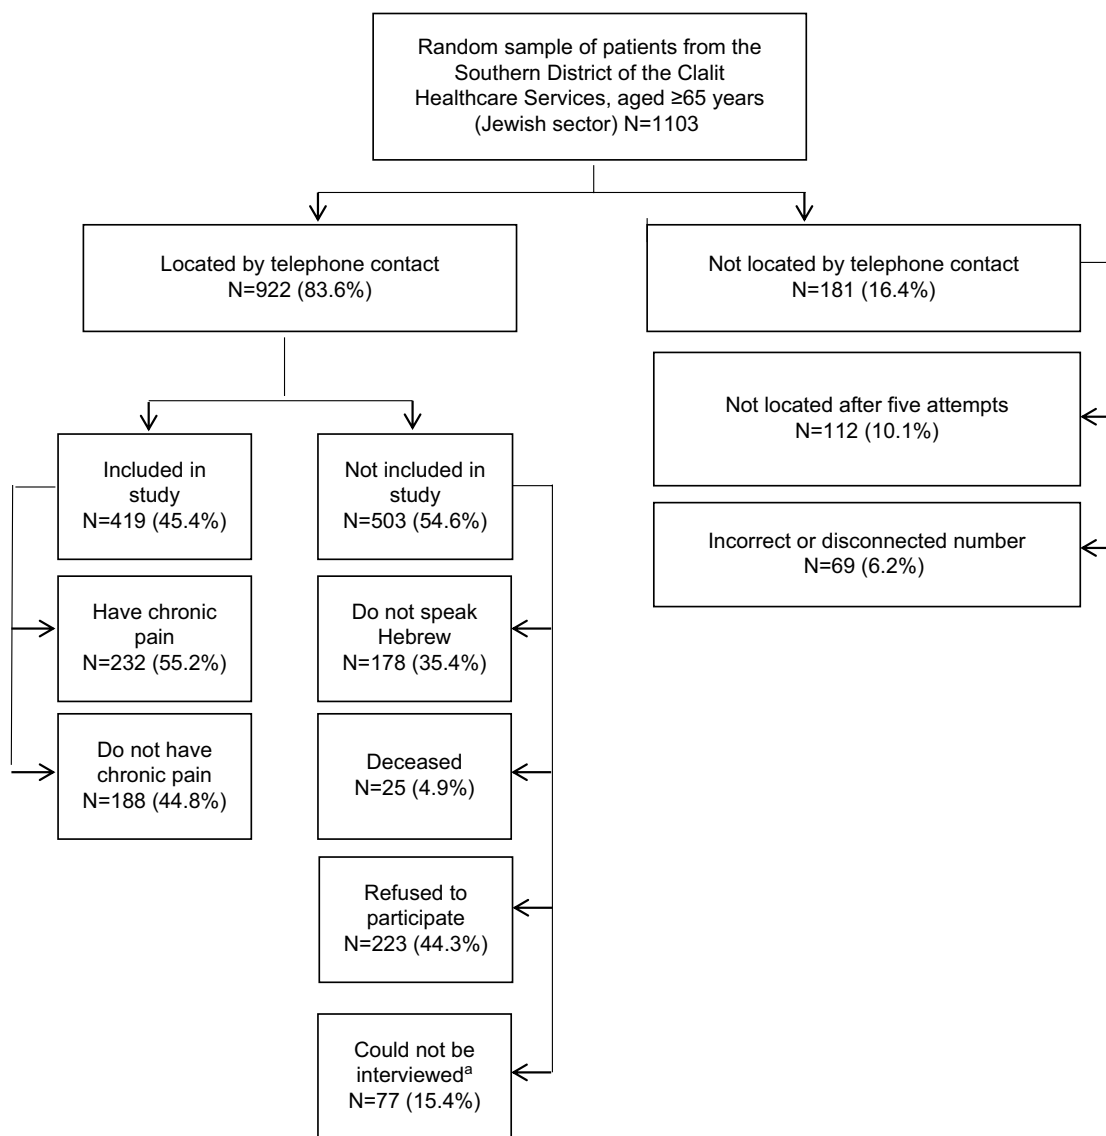 Random sample of patients from the
Southern District of the Clalit
Healthcare Services, aged ≥65 years
(Jewish sector) N=1103
Located by telephone contact
N=922 (83.6%)
Not located by telephone contact
N=181 (16.4%)
Not located after five attempts
N=112 (10.1%)
Incorrect or disconnected number
N=69 (6.2%)
Included in
study
N=419 (45.4%)
Not included in
study
N=503 (54.6%)
Have chronic
pain
N=232 (55.2%)
Do not speak
Hebrew
N=178 (35.4%)
Do not have
chronic pain
N=188 (44.8%)
Deceased
N=25 (4.9%)
Refused to
participate
N=223 (44.3%)
Could not be
interviewedᵃ
N=77 (15.4%)